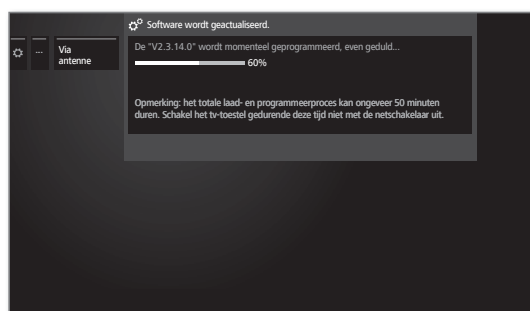 Software wordt geactualiseerd.
...
Via
antenne
De "V2.3.14.0" wordt momenteel geprogrammeerd, even geduld...
60%
Opmerking: het totale laad- en programmeerproces kan ongeveer 50 minuten
duren. Schakel het tv-toestel gedurende deze tijd niet met de netschakelaar uit.